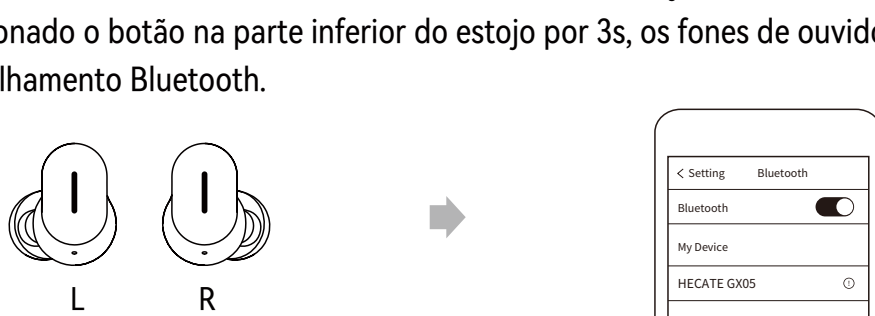 onado o botão na parte inferior do estojo por 3s, os fones de ouvido
lhamento Bluetooth.
< Setting Bluetooth
Bluetooth
My Device
HECATE GX05
L R